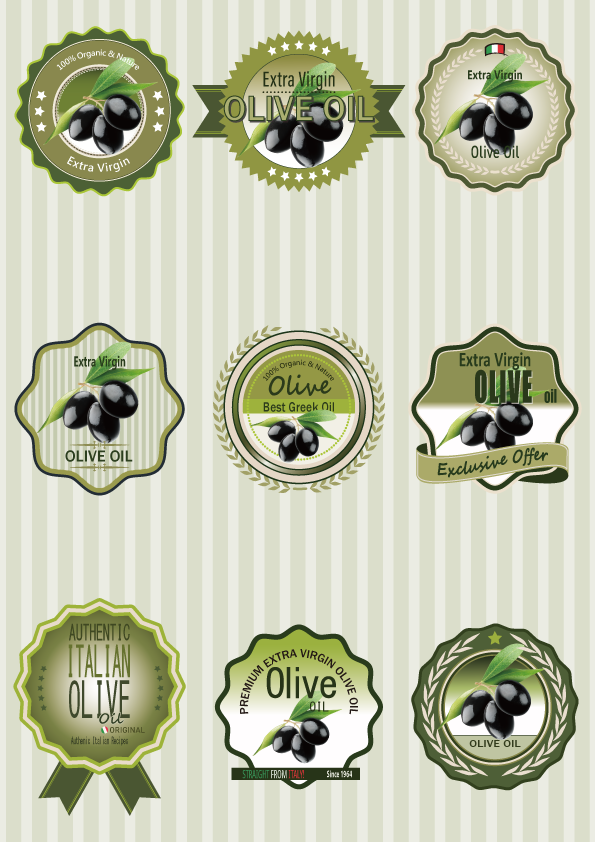 100% Organic & Nature
Extra Virgin
Extra Virgin
OLIVE OIL
Extra Virgin
Olive Oil
Extra Virgin
OLIVE OIL
100% Organic & Nature
Olive
Best Greek Oil
Extra Virgin
OLIVE oil
Exclusive Offer
AUTHENTIC
ITALIAN
OLIVE
Oil
ORIGINAL
Authentic Italian Recipes
PREMIUM EXTRA VIRGIN OLIVE OIL
Olive
OIL
STRAIGHT FROM ITALY! Since 1964
OLIVE OIL